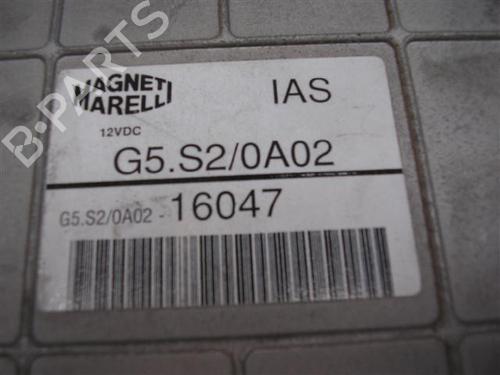 MAGNETI
MARELLI
IAS
12VDC
G5.S2/0A02
G5.S2/0A02 - 16047
B-PARTS